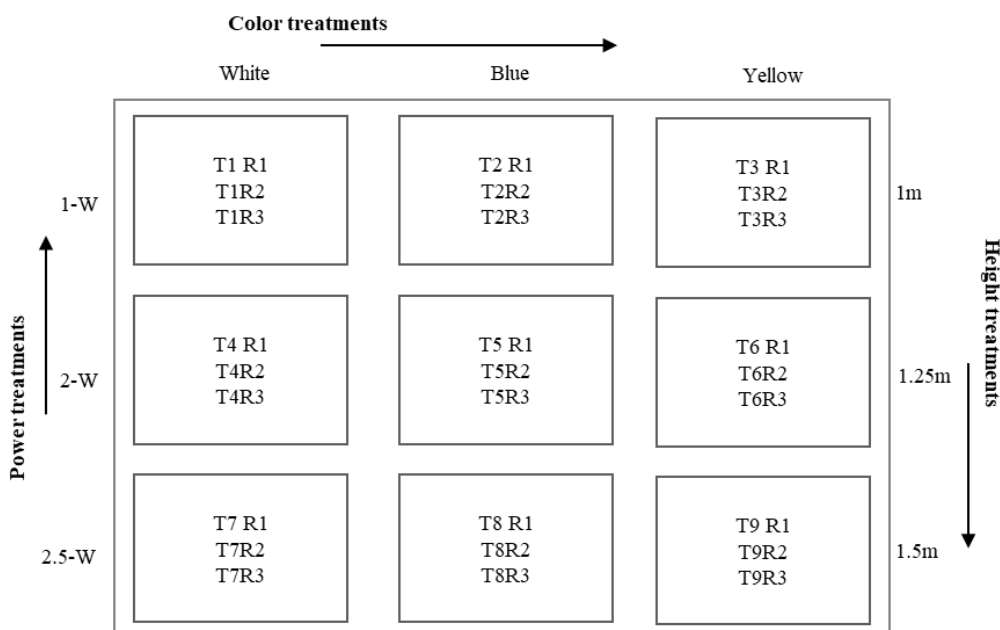 Color treatments
White Blue Yellow
1-W
T1 R1
T1R2
T1R3
T2 R1
T2R2
T2R3
T3 R1
T3R2
T3R3
1m
Power treatments
Height treatments
2-W
T4 R1
T4R2
T4R3
T5 R1
T5R2
T5R3
T6 R1
T6R2
T6R3
1.25m
2.5-W
T7 R1
T7R2
T7R3
T8 R1
T8R2
T8R3
T9 R1
T9R2
T9R3
1.5m